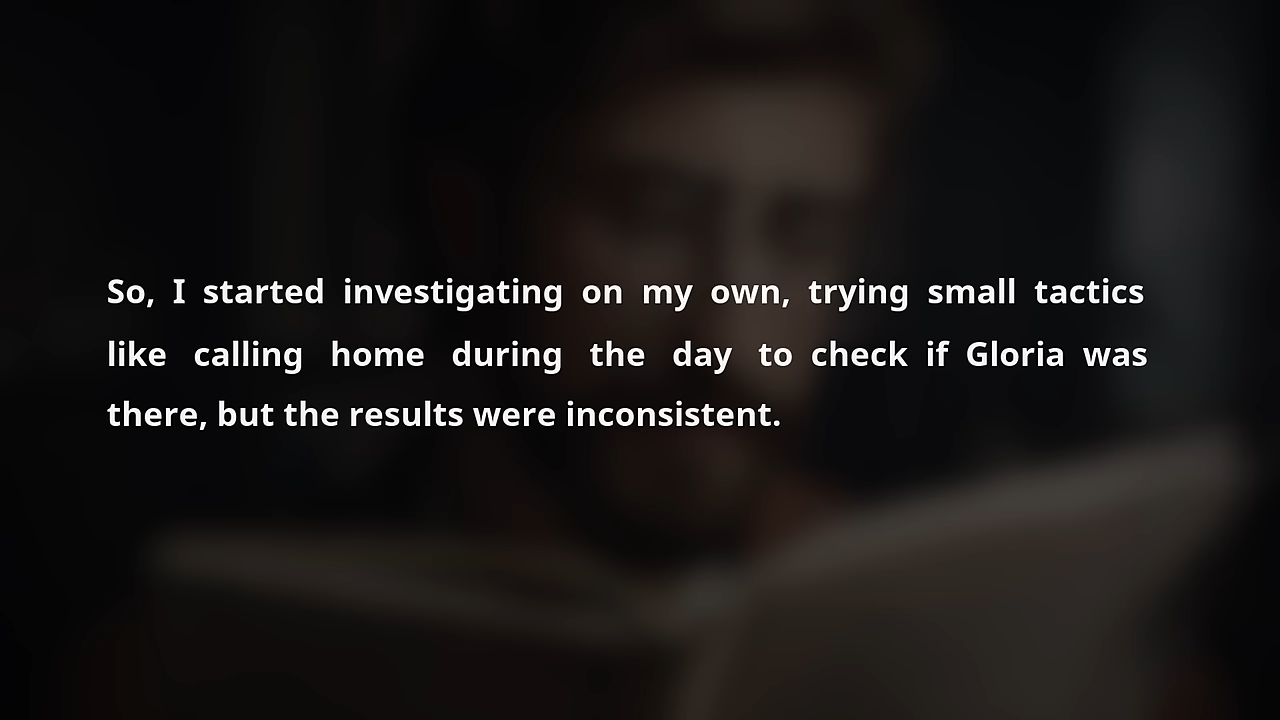 So, I started investigating on my own, trying small tactics
like calling home during the day to check if Gloria was
there, but the results were inconsistent.